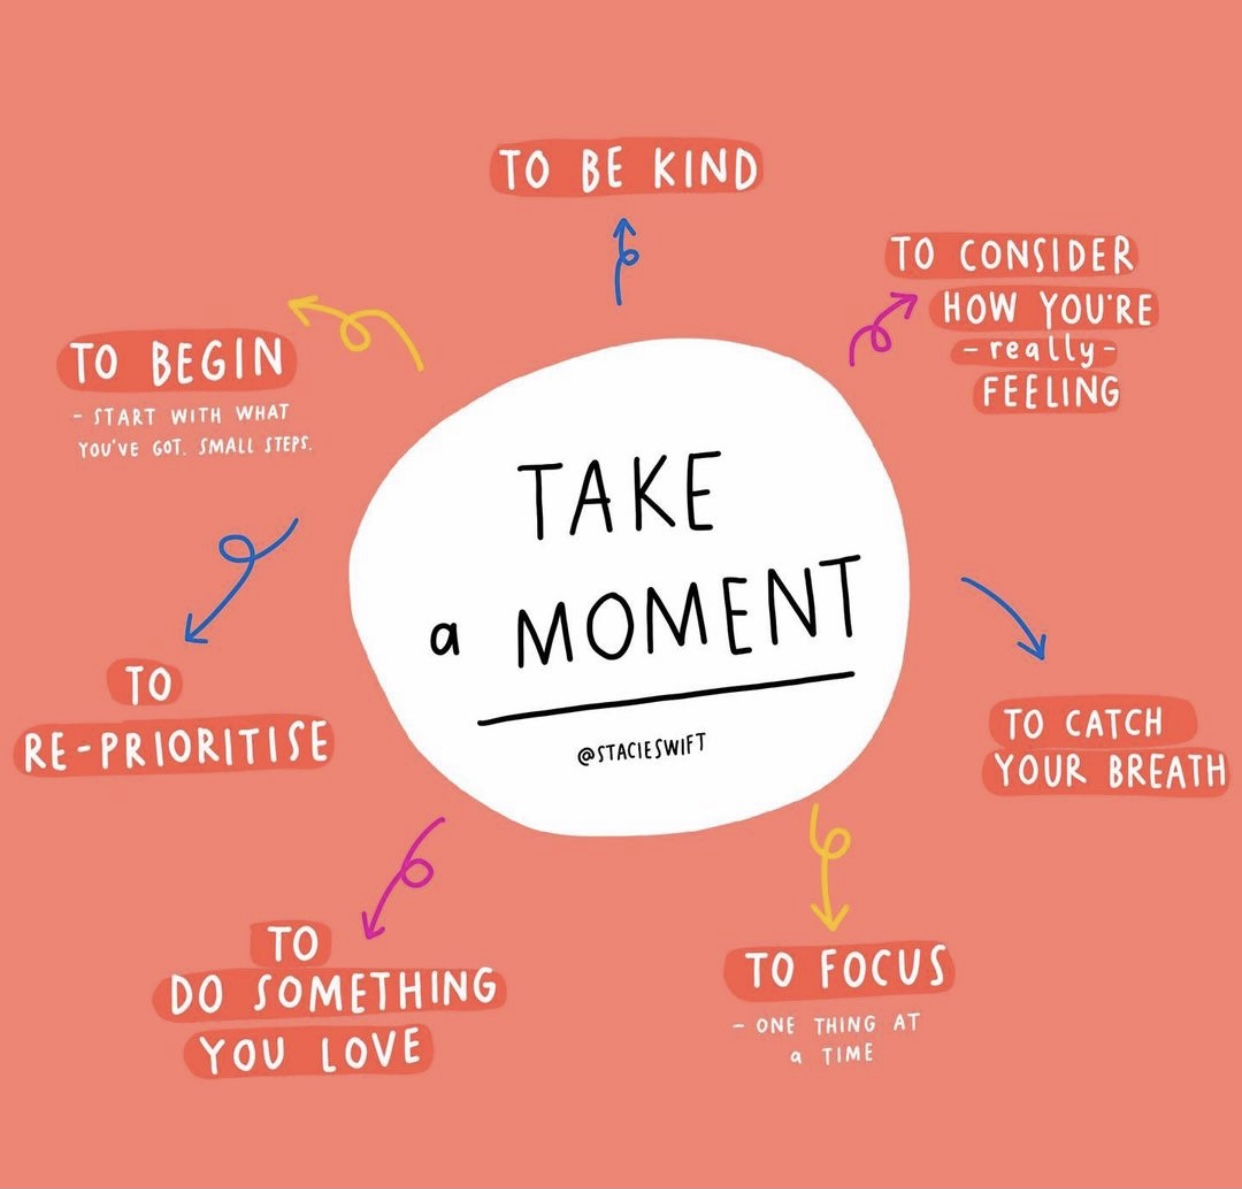 TO BE KIND
TO CONSIDER
HOW YOU'RE
- really -
FEELING
TO BEGIN
- START WITH WHAT
YOU'VE GOT. SMALL STEPS.
TAKE
a MOMENT
@STACIESWIFT
TO
RE-PRIORITISE
TO CATCH
YOUR BREATH
TO
DO SOMETHING
YOU LOVE
TO FOCUS
- ONE THING AT
a TIME